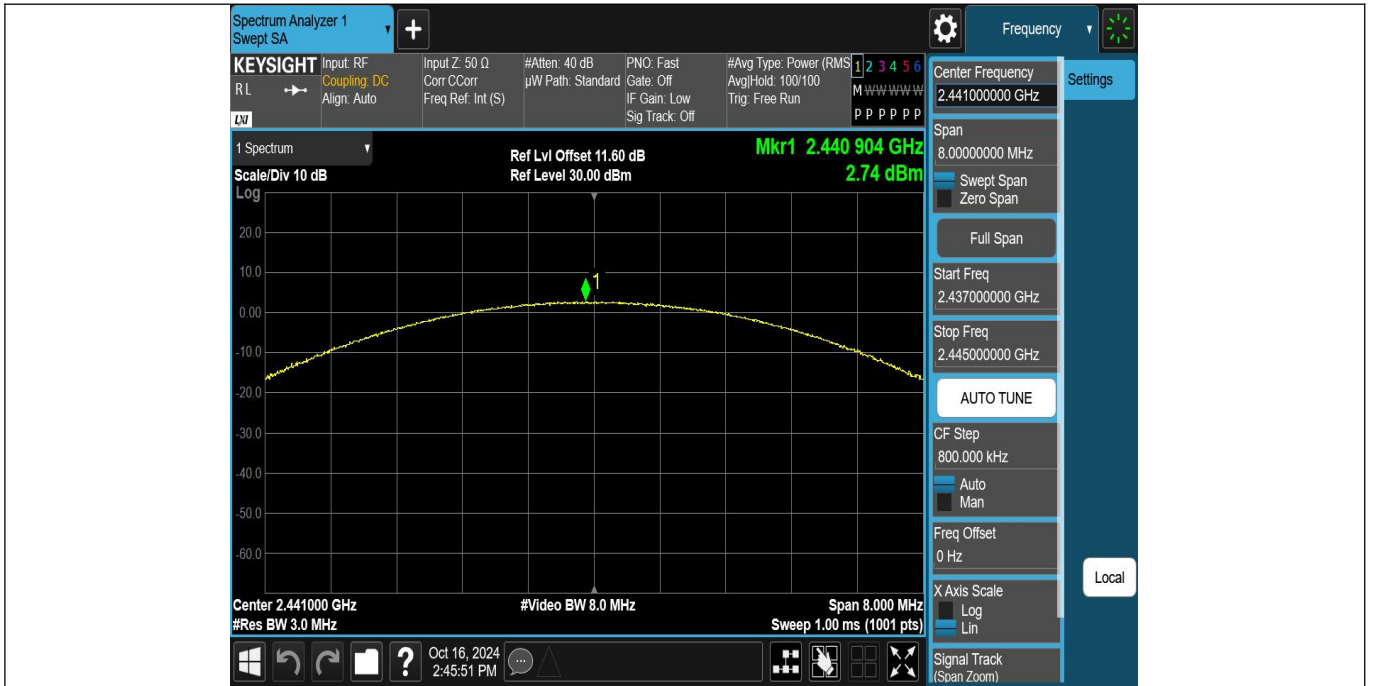 Spectrum Analyzer 1
Swept SA
Frequency
KEYSIGHT
R L
LXI
Input: RF
Coupling: DC
Align: Auto
Input Z: 50 Ω
Corr CCorr
Freq Ref: Int (S)
#Atten: 40 dB
µW Path: Standard
PNO: Fast
Gate: Off
IF Gain: Low
Sig Track: Off
#Avg Type: Power (RMS
Avg|Hold: 100/100
Trig: Free Run
1 2 3 4 5 6
M W W W W W
P P P P P P
1 Spectrum
Scale/Div 10 dB
Ref Lvl Offset 11.60 dB
Ref Level 30.00 dBm
Mkr1 2.440 904 GHz
2.74 dBm
Log
20.0
10.0
0.00
-10.0
-20.0
-30.0
-40.0
-50.0
-60.0
1
Center 2.441000 GHz
#Res BW 3.0 MHz
#Video BW 8.0 MHz
Span 8.000 MHz
Sweep 1.00 ms (1001 pts)
Oct 16, 2024
2:45:51 PM
Center Frequency
2.441000000 GHz
Settings
Span
8.00000000 MHz
Swept Span
Zero Span
Full Span
Start Freq
2.437000000 GHz
Stop Freq
2.445000000 GHz
AUTO TUNE
CF Step
800.000 kHz
Auto
Man
Freq Offset
0 Hz
X Axis Scale
Log
Lin
Local
Signal Track
(Span Zoom)